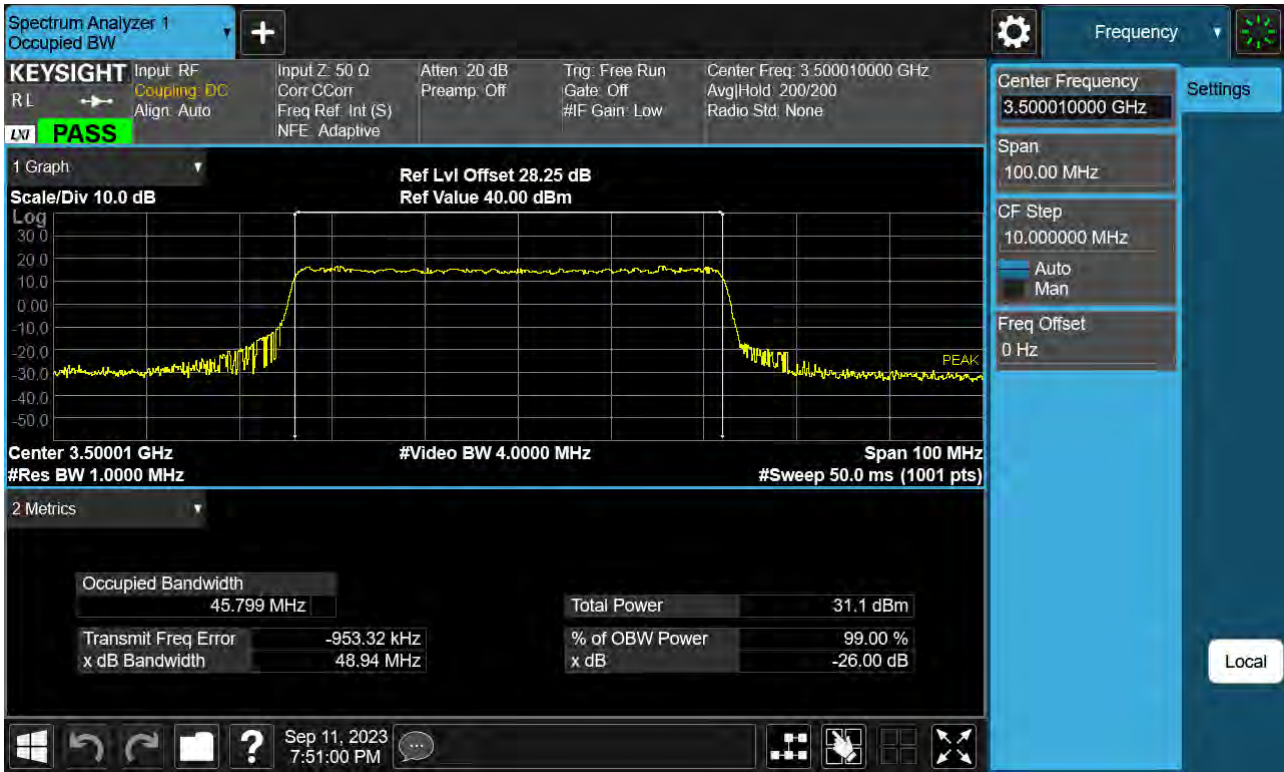 Spectrum Analyzer 1
Occupied BW
Frequency
KEYSIGHT
RL
LXI PASS
Input: RF
Coupling: DC
Align: Auto
Input Z: 50 Ω
Corr CCorr
Freq Ref: Int (S)
NFE: Adaptive
Atten: 20 dB
Preamp: Off
Trig: Free Run
Gate: Off
#IF Gain: Low
Center Freq: 3.500010000 GHz
Avg|Hold: 200/200
Radio Std: None
Center Frequency
3.500010000 GHz
Settings
Span
100.00 MHz
CF Step
10.000000 MHz
Auto
Man
Freq Offset
0 Hz
Local
1 Graph
Scale/Div 10.0 dB
Ref Lvl Offset 28.25 dB
Ref Value 40.00 dBm
Log
30.0
20.0
10.0
0.00
-10.0
-20.0
-30.0
-40.0
-50.0
PEAK
Center 3.50001 GHz
#Video BW 4.0000 MHz
Span 100 MHz
#Res BW 1.0000 MHz
#Sweep 50.0 ms (1001 pts)
2 Metrics
Occupied Bandwidth
45.799 MHz
Total Power 31.1 dBm
Transmit Freq Error -953.32 kHz
% of OBW Power 99.00 %
x dB Bandwidth 48.94 MHz
x dB -26.00 dB
Sep 11, 2023
7:51:00 PM